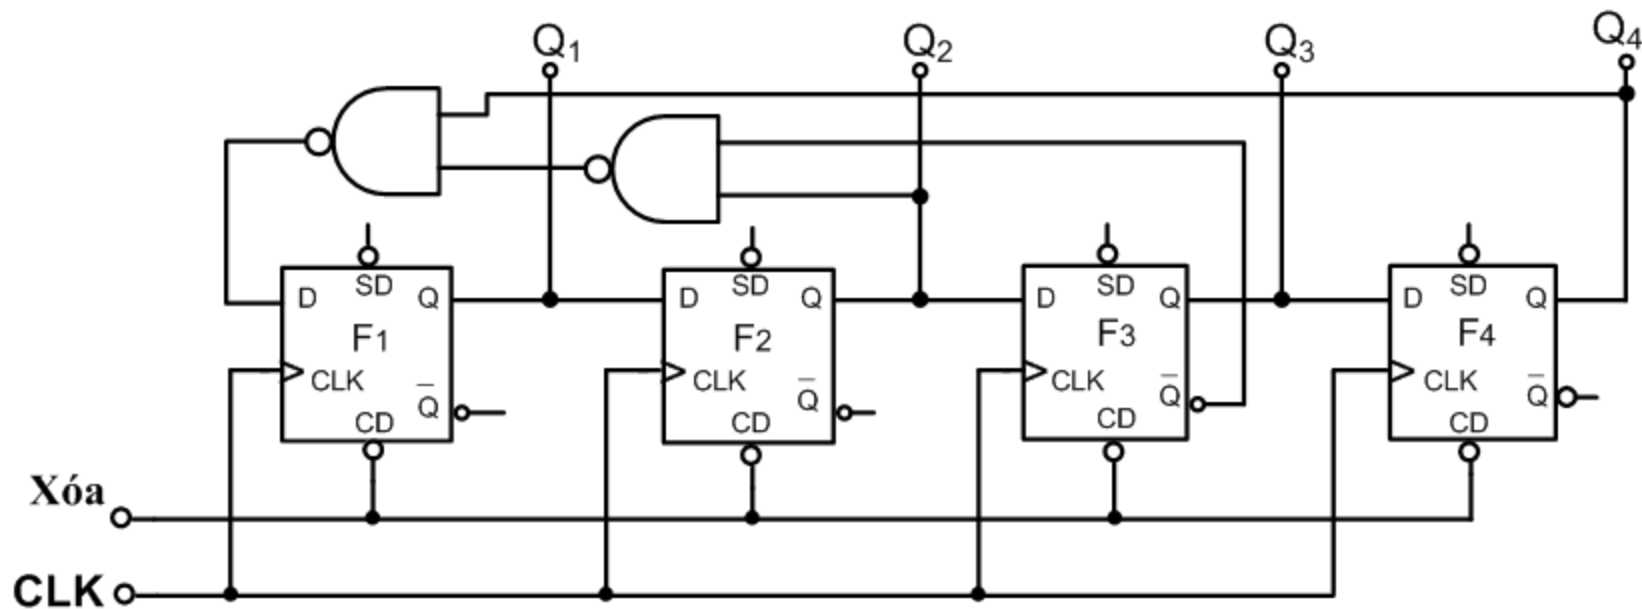 Q1 Q2 Q3 Q4
SD SD SD SD
D Q D Q D Q D Q
F1 F2 F3 F4
CLK CLK CLK CLK
Q̅ Q̅ Q̅ Q̅
CD CD CD CD
Xóa
CLK